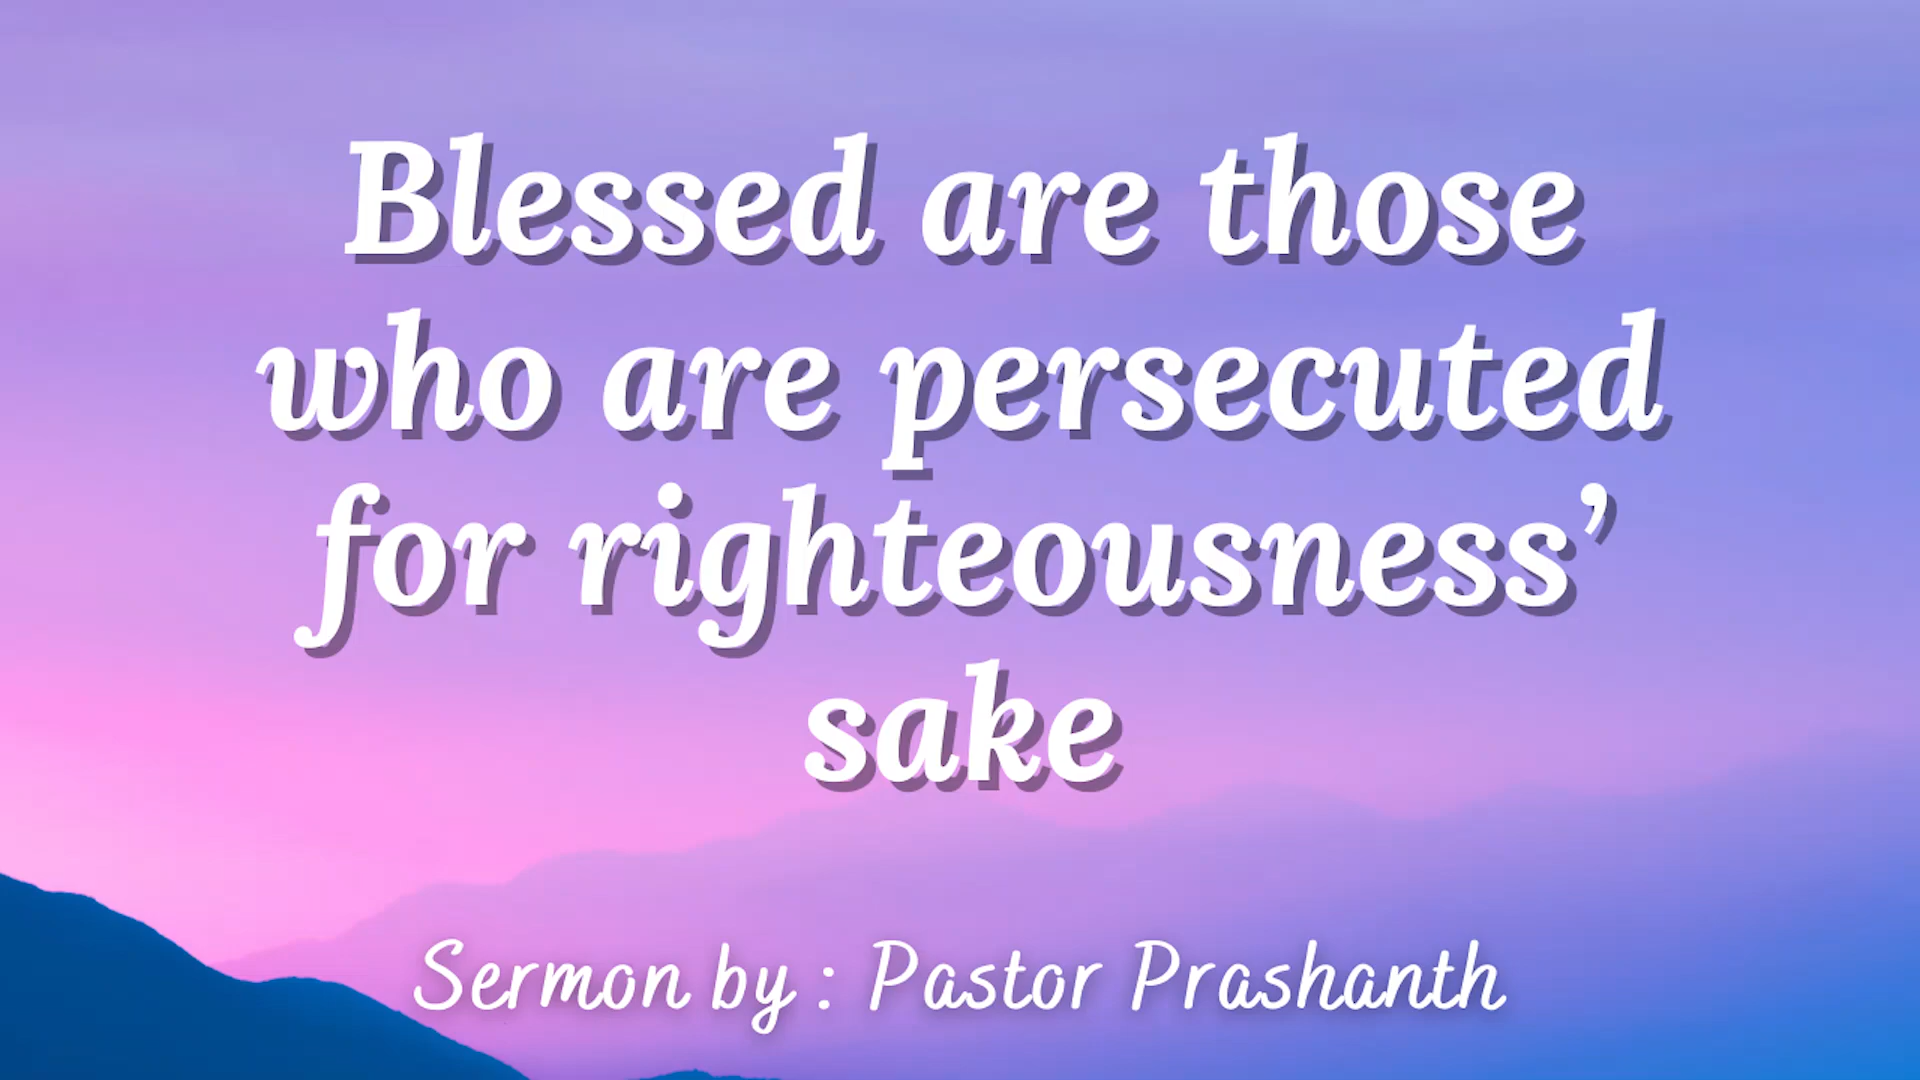 Blessed are those
who are persecuted
for righteousness’
sake
Sermon by : Pastor Prashanth